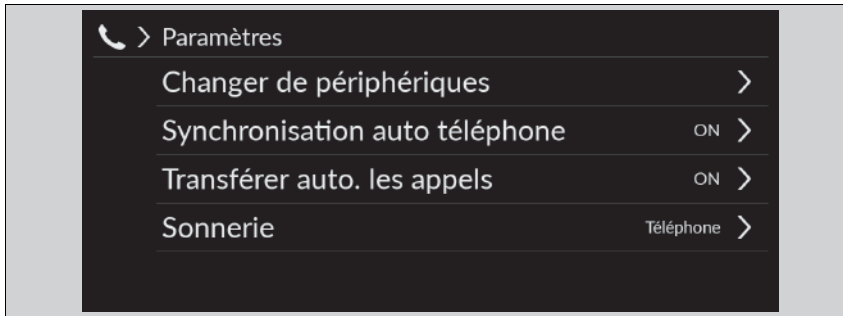 Paramètres
Changer de périphériques
Synchronisation auto téléphone ON
Transférer auto. les appels ON
Sonnerie Téléphone